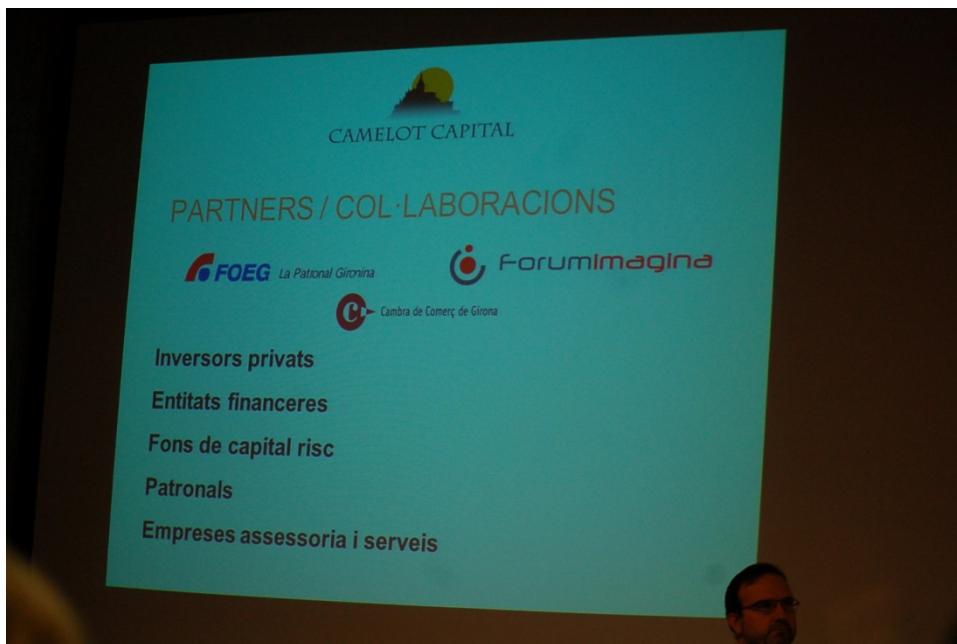 CAMELOT CAPITAL
PARTNERS / COL·LABORACIONS
FOEG La Patronal Gironina
Forumimagina
Cambra de Comerç de Girona
Inversors privats
Entitats financeres
Fons de capital risc
Patronals
Empreses assessoria i serveis